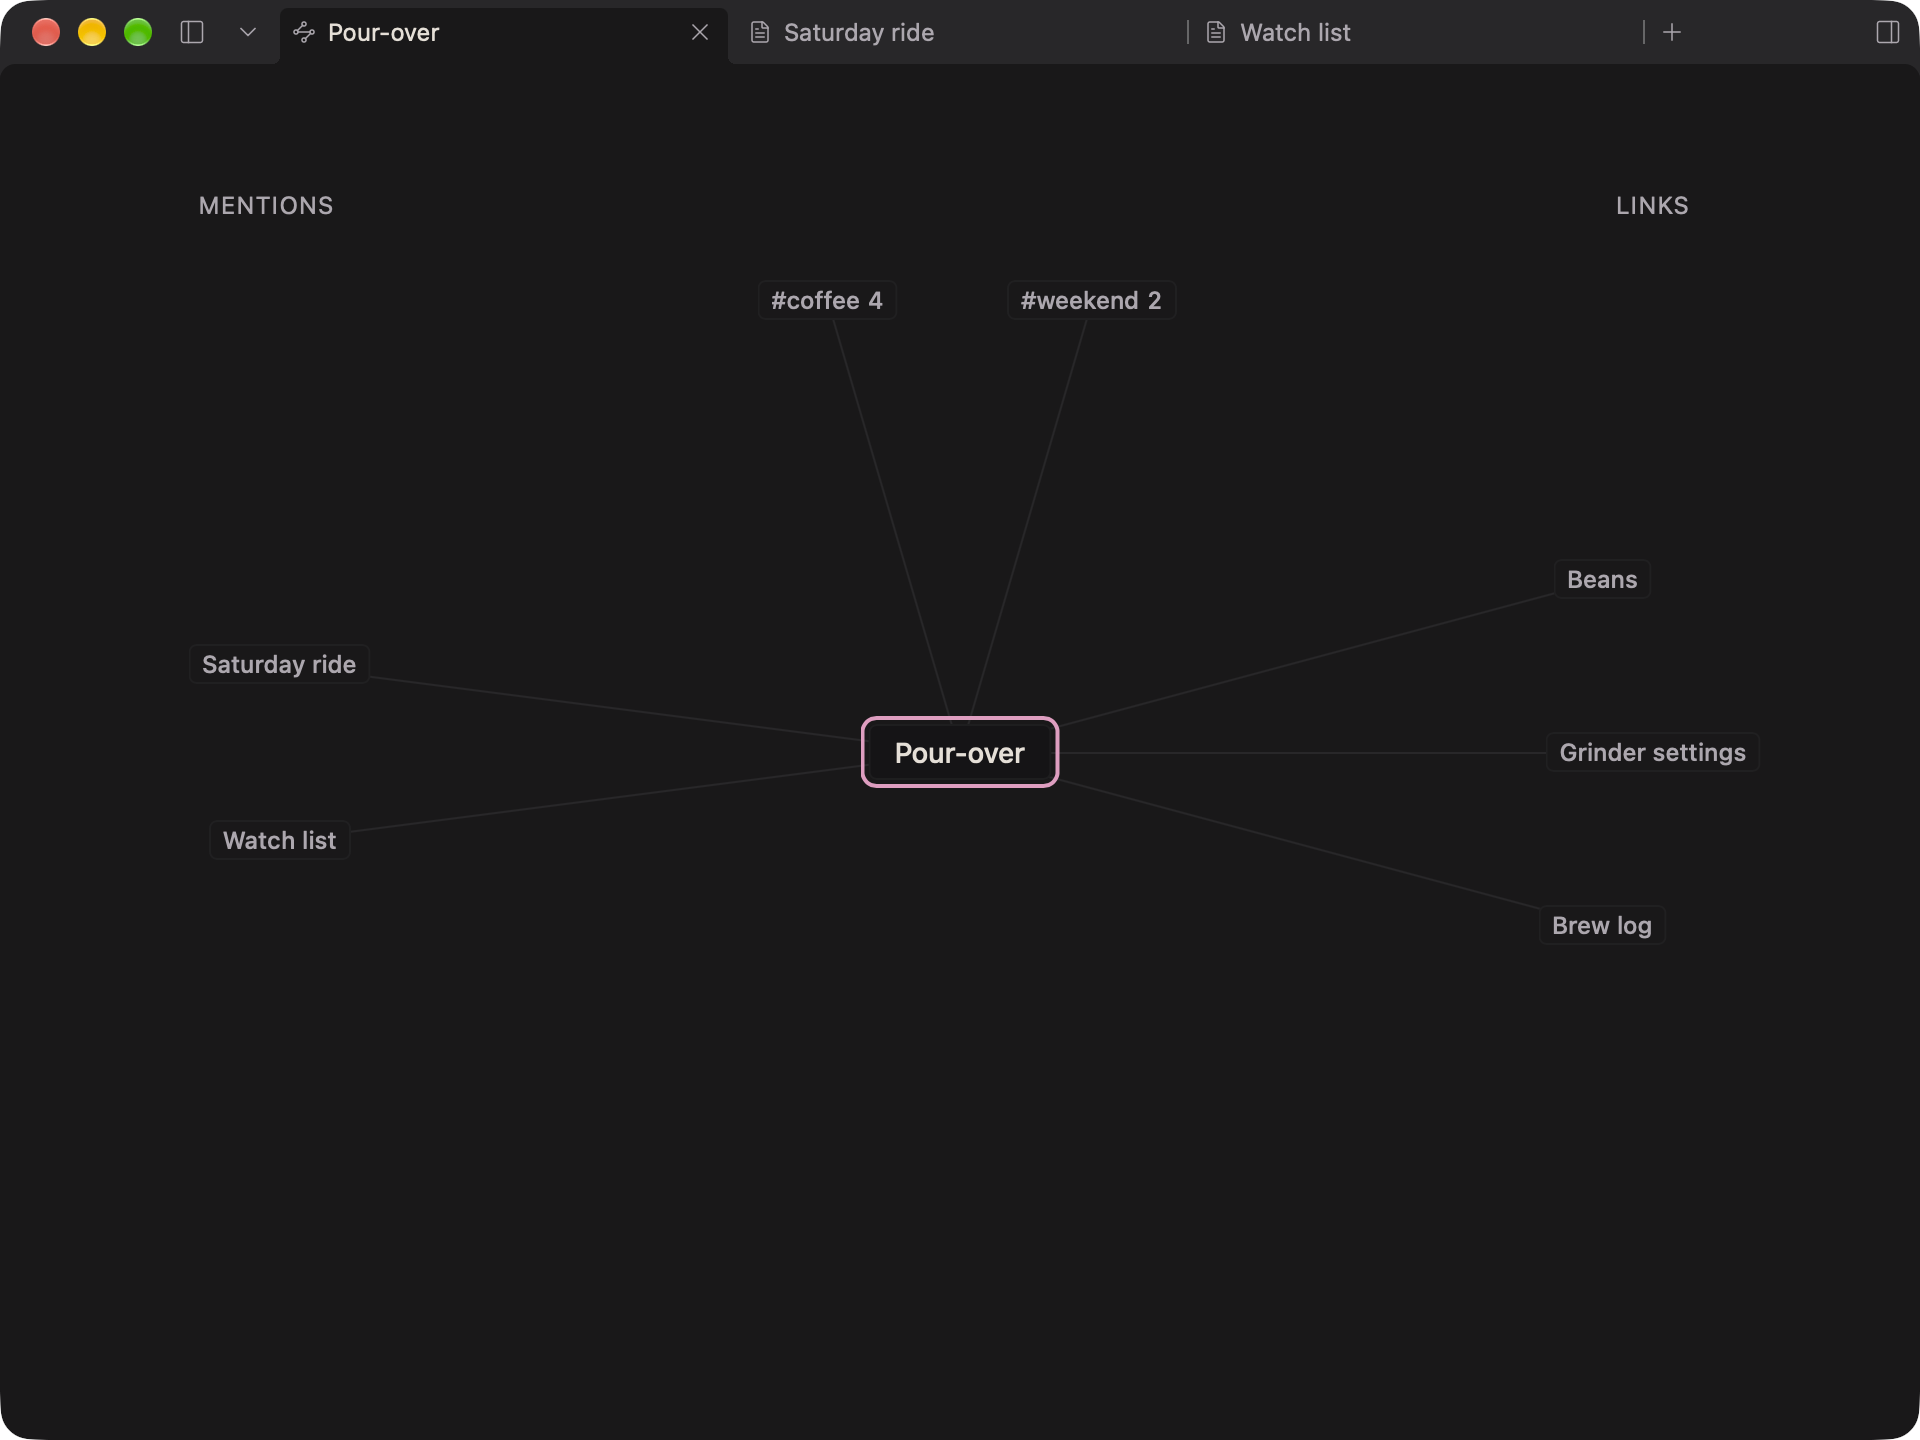 Pour-over
Saturday ride
Watch list
MENTIONS
LINKS
#coffee 4
#weekend 2
Beans
Saturday ride
Pour-over
Grinder settings
Watch list
Brew log